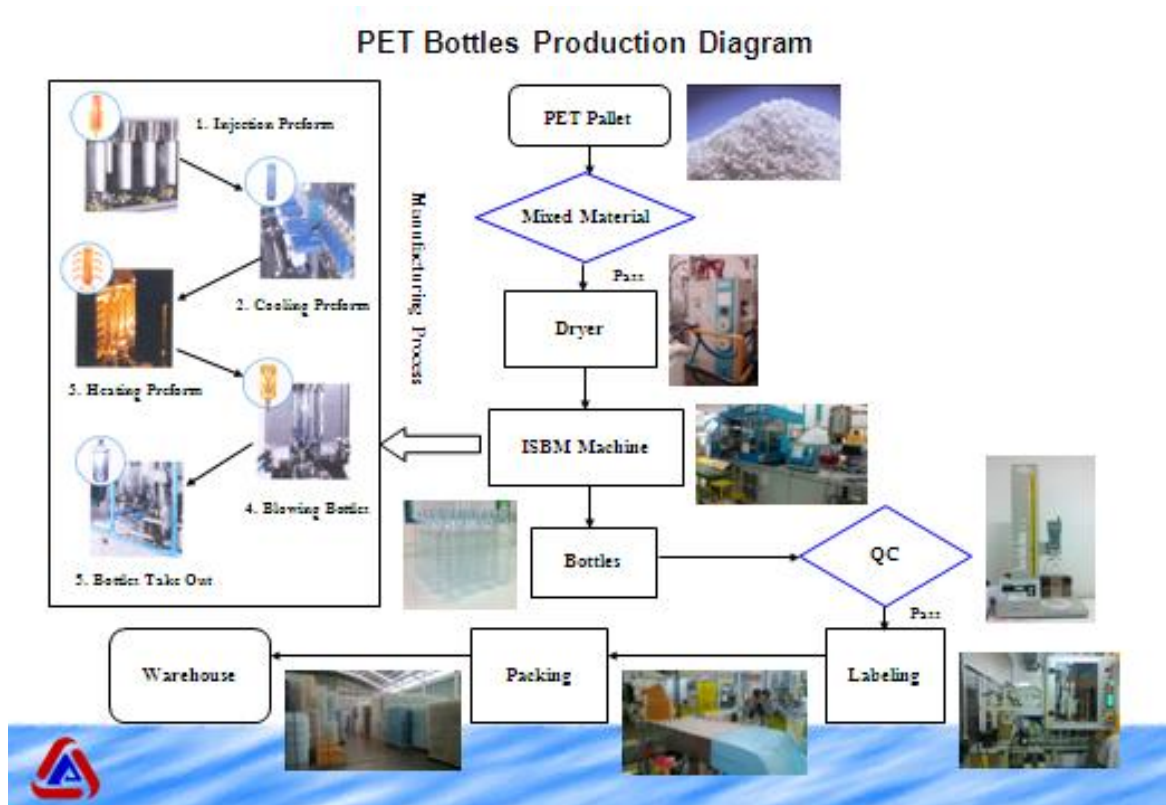 PET Bottles Production Diagram
1. Injection Preform
2. Cooling Preform
3. Heating Preform
4. Blowing Bottles
5. Bottles Take Out
Manufacturing Process
PET Pallet
Mixed Material
Pass
Dryer
ISBM Machine
Bottles
QC
Pass
Labeling
Packing
Warehouse